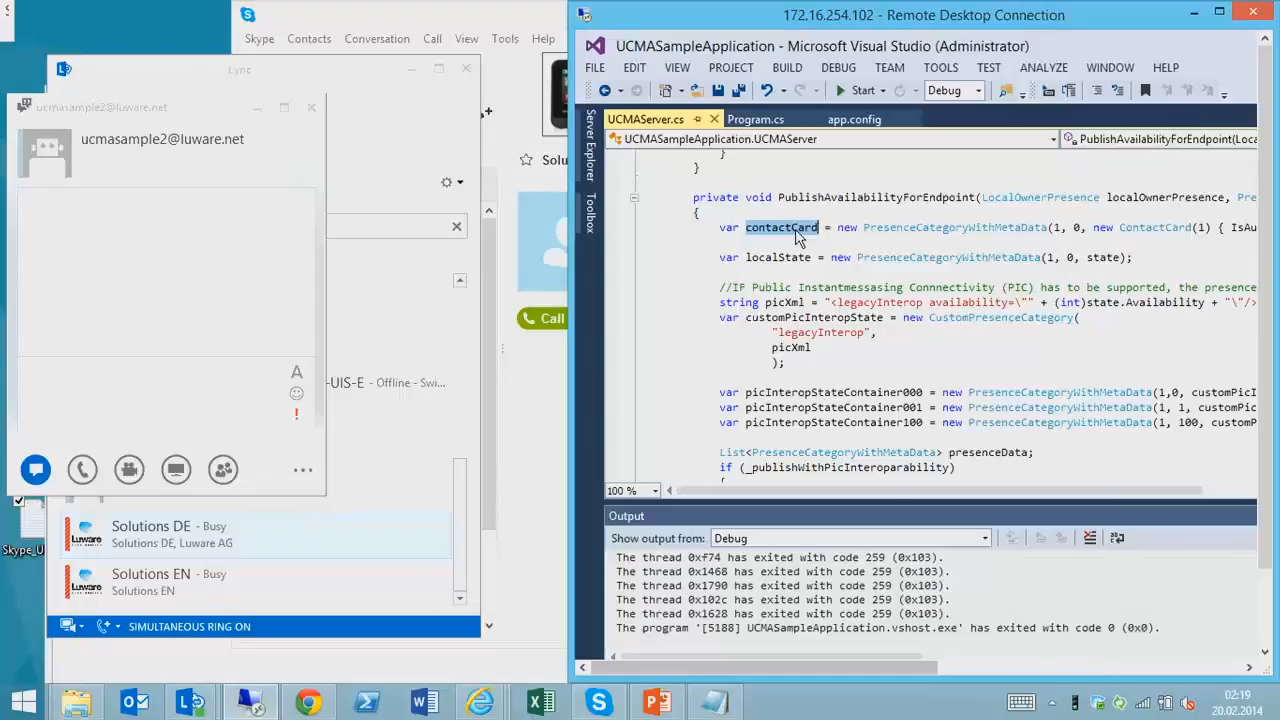 Skype Contacts Conversation Call View Tools Help
Lync
ucmasample2@luware.net
ucmasample2@luware.net
Solu
Call
-UIS-E - Offline - Swi...
A
!
Solutions DE - Busy
Solutions DE, Luware AG
Luware
Solutions EN - Busy
Solutions EN
Luware
SIMULTANEOUS RING ON
Skype_U
172.16.254.102 - Remote Desktop Connection
UCMASampleApplication - Microsoft Visual Studio (Administrator)
FILE EDIT VIEW PROJECT BUILD DEBUG TEAM TOOLS TEST ANALYZE WINDOW HELP
Start Debug
UCMAServer.cs Program.cs app.config
Server Explorer
Toolbox
UCMASampleApplication.UCMAServer PublishAvailabilityForEndpoint(Loca
}
}
private void PublishAvailabilityForEndpoint(LocalOwnerPresence localOwnerPresence, Pre
{
var contactCard = new PresenceCategoryWithMetaData(1, 0, new ContactCard(1) { IsAu
var localState = new PresenceCategoryWithMetaData(1, 0, state);
//IF Public Instantmessasing Connnectivity (PIC) has to be supported, the presence
string picXml = "<legacyInterop availability=\"" + (int)state.Availability + "\"/>
var customPicInteropState = new CustomPresenceCategory(
"legacyInterop",
picXml
);
var picInteropStateContainer000 = new PresenceCategoryWithMetaData(1,0, customPicI
var picInteropStateContainer001 = new PresenceCategoryWithMetaData(1, 1, customPic
var picInteropStateContainer100 = new PresenceCategoryWithMetaData(1, 100, customP
List<PresenceCategoryWithMetaData> presenceData;
if (_publishWithPicInteroparability)
100 %
Output
Show output from: Debug
The thread 0xf74 has exited with code 259 (0x103).
The thread 0x1468 has exited with code 259 (0x103).
The thread 0x1790 has exited with code 259 (0x103).
The thread 0x102c has exited with code 259 (0x103).
The thread 0x1628 has exited with code 259 (0x103).
The program '[5188] UCMASampleApplication.vshost.exe' has exited with code 0 (0x0).
02:19
20.02.2014